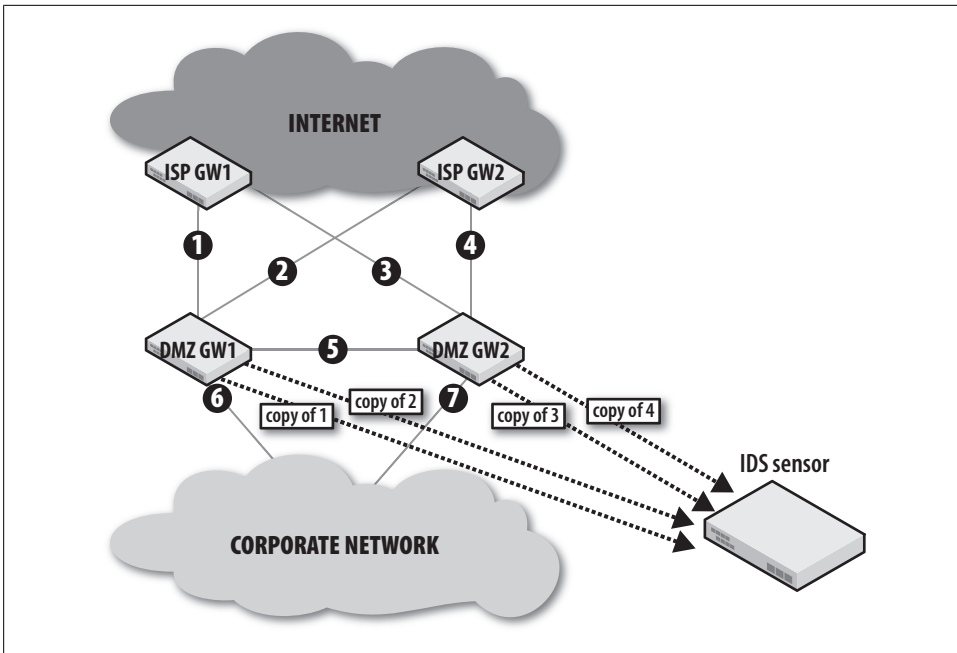 INTERNET
ISP GW1
ISP GW2
1
2
3
4
DMZ GW1
5
DMZ GW2
6
7
copy of 1
copy of 2
copy of 3
copy of 4
IDS sensor
CORPORATE NETWORK